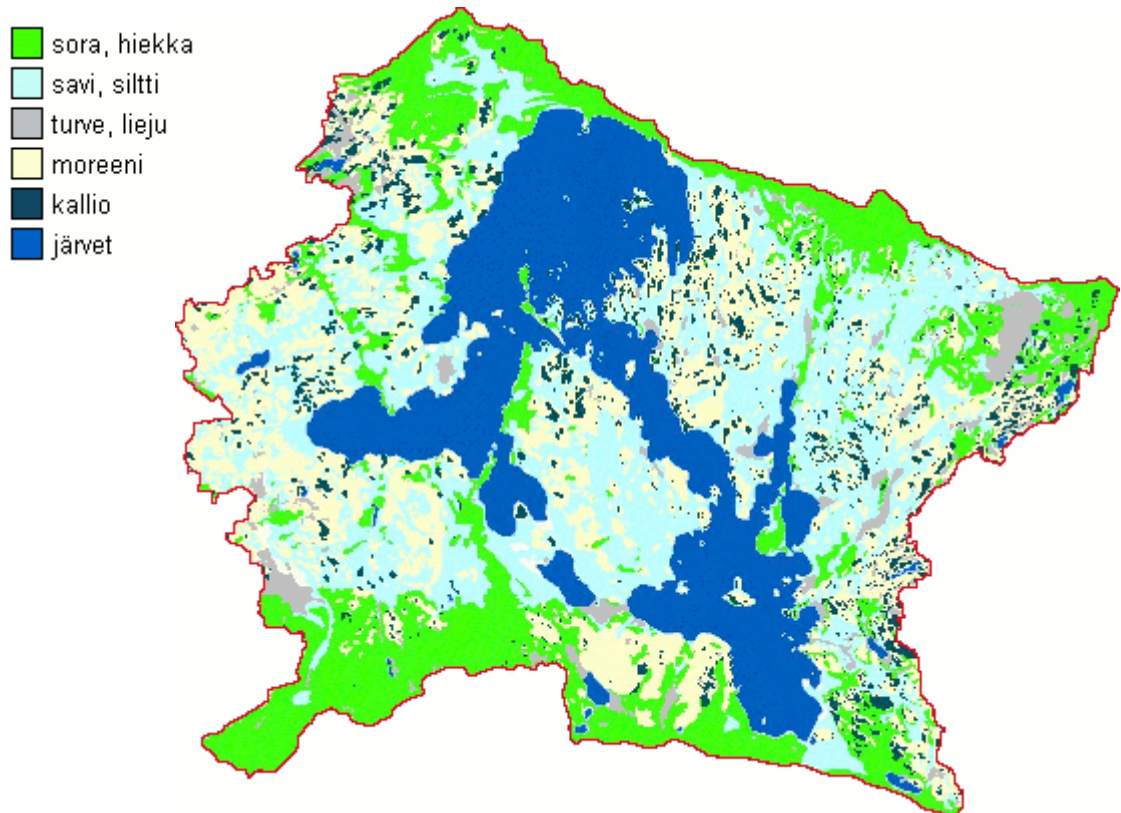 sora, hiekka
savi, siltti
turve, lieju
moreeni
kallio
järvet